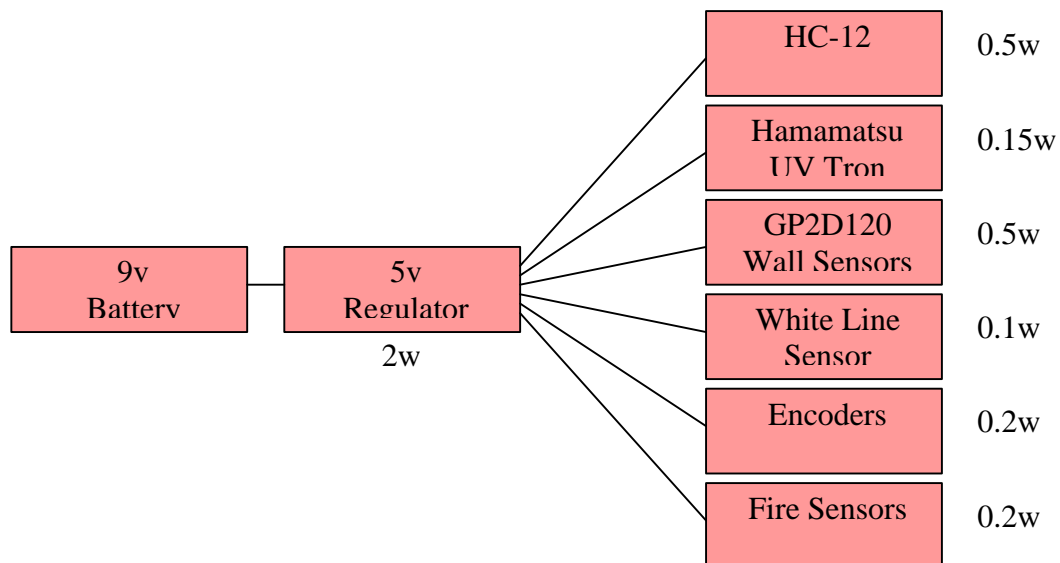 HC-12
0.5w
Hamamatsu
UV Tron
0.15w
GP2D120
Wall Sensors
0.5w
9v
Battery
5v
Regulator
2w
White Line
Sensor
0.1w
Encoders
0.2w
Fire Sensors
0.2w